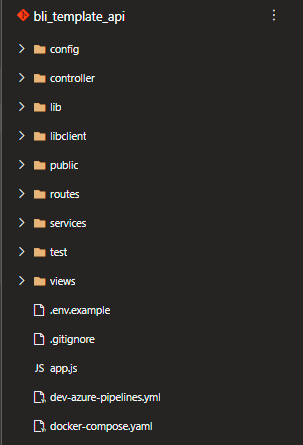 bli_template_api
config
controller
lib
libclient
public
routes
services
test
views
.env.example
.gitignore
JS app.js
dev-azure-pipelines.yml
docker-compose.yaml